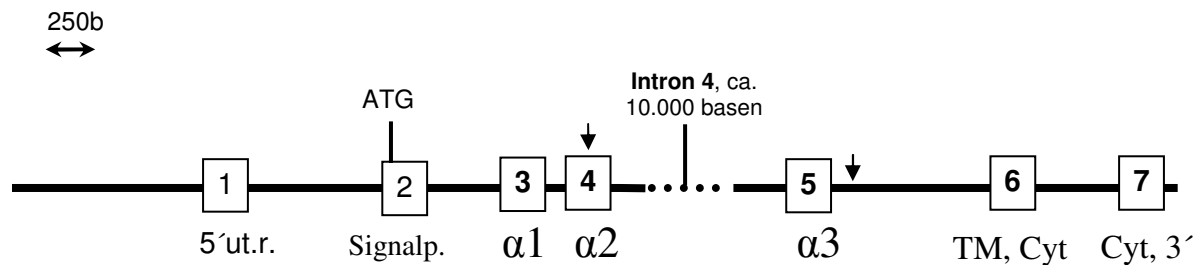 250b
Intron 4, ca.
10.000 basen
ATG
1
2
3
4
5
6
7
5´ut.r.
Signalp.
α1
α2
α3
TM, Cyt
Cyt, 3´